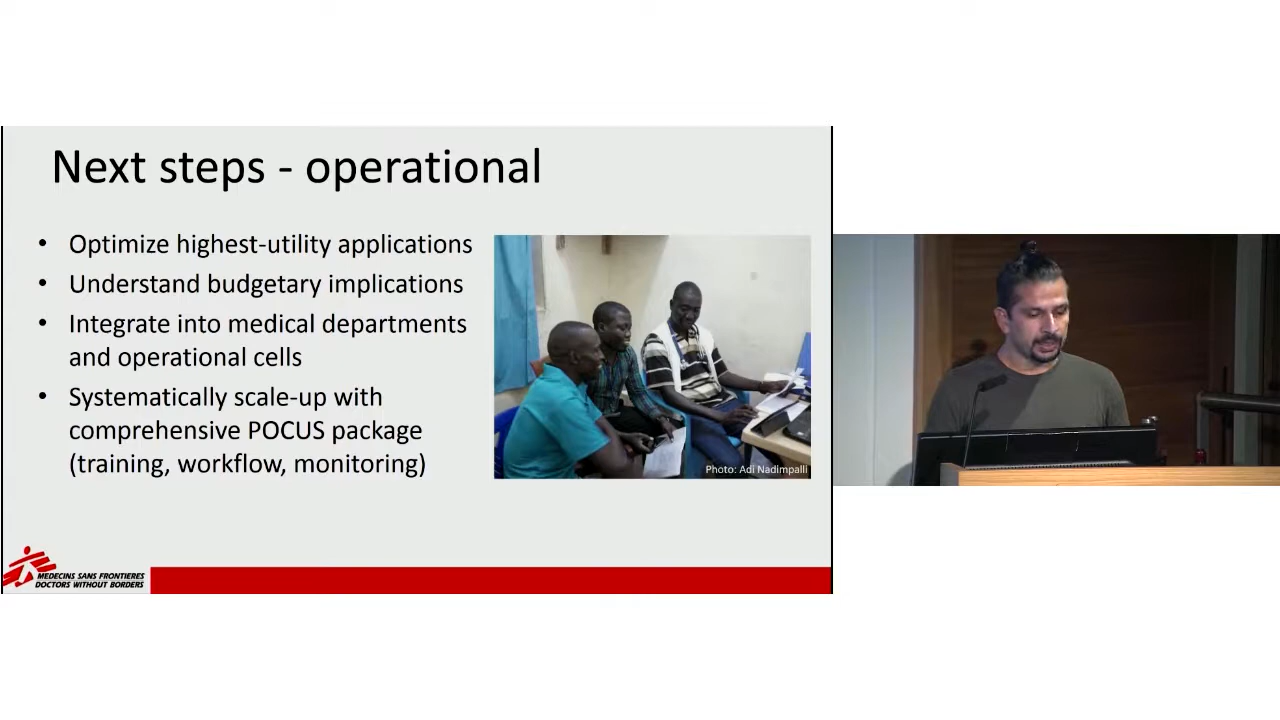 Next steps - operational
• Optimize highest-utility applications
• Understand budgetary implications
• Integrate into medical departments
and operational cells
• Systematically scale-up with
comprehensive POCUS package
(training, workflow, monitoring)
Photo: Adi Nadimpalli
MEDECINS SANS FRONTIERES
DOCTORS WITHOUT BORDERS